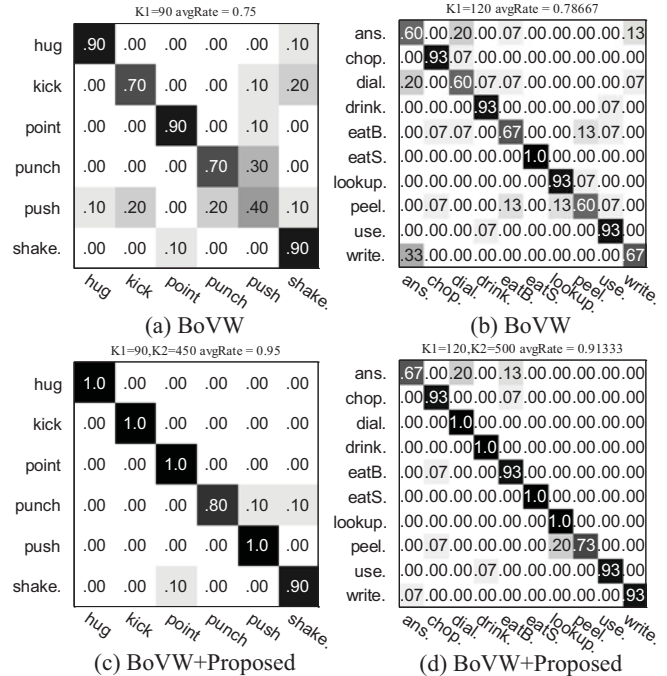 K1=90 avgRate = 0.75
hug .90 .00 .00 .00 .00 .10
kick .00 .70 .00 .00 .10 .20
point .00 .00 .90 .00 .10 .00
punch .00 .00 .00 .70 .30 .00
push .10 .20 .00 .20 .40 .10
shake. .00 .00 .10 .00 .00 .90
hug kick point punch push shake.
(a) BoVW
K1=120 avgRate = 0.78667
ans. .60 .00 .20 .00 .07 .00 .00 .00 .00 .13
chop. .00 .93 .07 .00 .00 .00 .00 .00 .00 .00
dial. .20 .00 .60 .07 .07 .00 .00 .00 .00 .07
drink. .00 .00 .00 .93 .00 .00 .00 .00 .07 .00
eatB. .00 .07 .07 .00 .67 .00 .00 .13 .07 .00
eatS. .00 .00 .00 .00 .00 1.0 .00 .00 .00 .00
lookup. .00 .00 .00 .00 .00 .00 .93 .07 .00 .00
peel. .00 .07 .00 .00 .13 .00 .13 .60 .07 .00
use. .00 .00 .00 .07 .00 .00 .00 .00 .93 .00
write. .33 .00 .00 .00 .00 .00 .00 .00 .00 .67
ans. chop. dial. drink. eatB. eatS. lookup. peel. use. write.
(b) BoVW
K1=90,K2=450 avgRate = 0.95
hug 1.0 .00 .00 .00 .00 .00
kick .00 1.0 .00 .00 .00 .00
point .00 .00 1.0 .00 .00 .00
punch .00 .00 .00 .80 .10 .10
push .00 .00 .00 .00 1.0 .00
shake. .00 .00 .10 .00 .00 .90
hug kick point punch push shake.
(c) BoVW+Proposed
K1=120,K2=500 avgRate = 0.91333
ans. .67 .00 .20 .00 .13 .00 .00 .00 .00 .00
chop. .00 .93 .00 .00 .07 .00 .00 .00 .00 .00
dial. .00 .00 1.0 .00 .00 .00 .00 .00 .00 .00
drink. .00 .00 .00 1.0 .00 .00 .00 .00 .00 .00
eatB. .00 .07 .00 .00 .93 .00 .00 .00 .00 .00
eatS. .00 .00 .00 .00 .00 1.0 .00 .00 .00 .00
lookup. .00 .00 .00 .00 .00 .00 1.0 .00 .00 .00
peel. .00 .07 .00 .00 .00 .00 .20 .73 .00 .00
use. .00 .00 .00 .07 .00 .00 .00 .00 .93 .00
write. .07 .00 .00 .00 .00 .00 .00 .00 .00 .93
ans. chop. dial. drink. eatB. eatS. lookup. peel. use. write.
(d) BoVW+Proposed